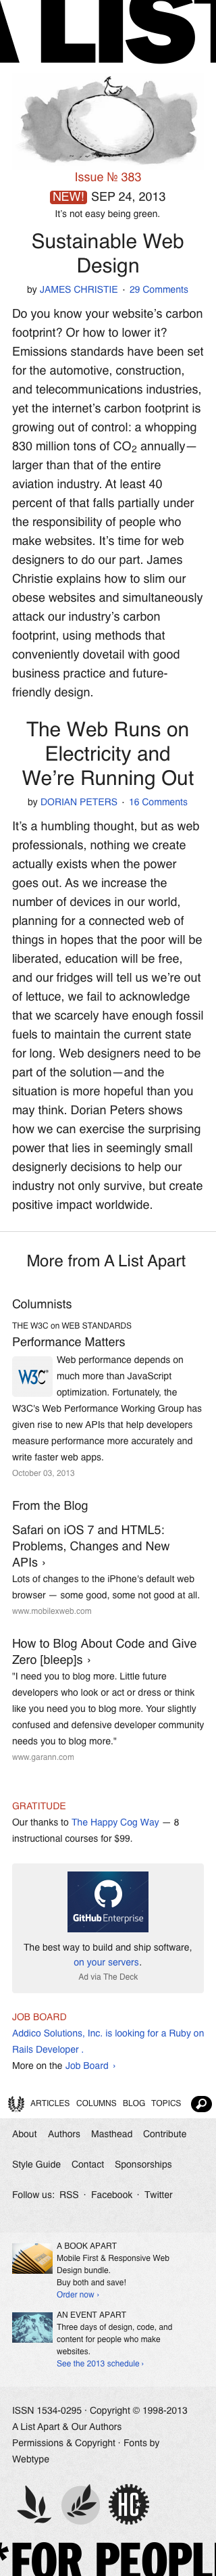 A LIST
Issue № 383
NEW! SEP 24, 2013
It's not easy being green.
Sustainable Web
Design
by JAMES CHRISTIE · 29 Comments
Do you know your website's carbon
footprint? Or how to lower it?
Emissions standards have been set
for the automotive, construction,
and telecommunications industries,
yet the internet's carbon footprint is
growing out of control: a whopping
830 million tons of CO2 annually—
larger than that of the entire
aviation industry. At least 40
percent of that falls partially under
the responsibility of people who
make websites. It's time for web
designers to do our part. James
Christie explains how to slim our
obese websites and simultaneously
attack our industry's carbon
footprint, using methods that
conveniently dovetail with good
business practice and future-
friendly design.
The Web Runs on
Electricity and
We're Running Out
by DORIAN PETERS · 16 Comments
It's a humbling thought, but as web
professionals, nothing we create
actually exists when the power
goes out. As we increase the
number of devices in our world,
planning for a connected web of
things in hopes that the poor will be
liberated, education will be free,
and our fridges will tell us we're out
of lettuce, we fail to acknowledge
that we scarcely have enough fossil
fuels to maintain the current state
for long. Web designers need to be
part of the solution—and the
situation is more hopeful than you
may think. Dorian Peters shows
how we can exercise the surprising
power that lies in seemingly small
designerly decisions to help our
industry not only survive, but create
positive impact worldwide.
More from A List Apart
Columnists
THE W3C on WEB STANDARDS
Performance Matters
W3C
Web performance depends on
much more than JavaScript
optimization. Fortunately, the
W3C's Web Performance Working Group has
given rise to new APIs that help developers
measure performance more accurately and
write faster web apps.
October 03, 2013
From the Blog
Safari on iOS 7 and HTML5:
Problems, Changes and New
APIs ›
Lots of changes to the iPhone's default web
browser — some good, some not good at all.
www.mobilexweb.com
How to Blog About Code and Give
Zero [bleep]s ›
"I need you to blog more. Little future
developers who look or act or dress or think
like you need you to blog more. Your slightly
confused and defensive developer community
needs you to blog more."
www.garann.com
GRATITUDE
Our thanks to The Happy Cog Way — 8
instructional courses for $99.
GitHub Enterprise
The best way to build and ship software,
on your servers.
Ad via The Deck
JOB BOARD
Addico Solutions, Inc. is looking for a Ruby on
Rails Developer .
More on the Job Board ›
ARTICLES COLUMNS BLOG TOPICS
About Authors Masthead Contribute
Style Guide Contact Sponsorships
Follow us: RSS · Facebook · Twitter
A BOOK APART
Mobile First & Responsive Web
Design bundle.
Buy both and save!
Order now ›
AN EVENT APART
Three days of design, code, and
content for people who make
websites.
See the 2013 schedule ›
ISSN 1534-0295 · Copyright © 1998-2013
A List Apart & Our Authors
Permissions & Copyright · Fonts by
Webtype
HC
*FOR PEOPL